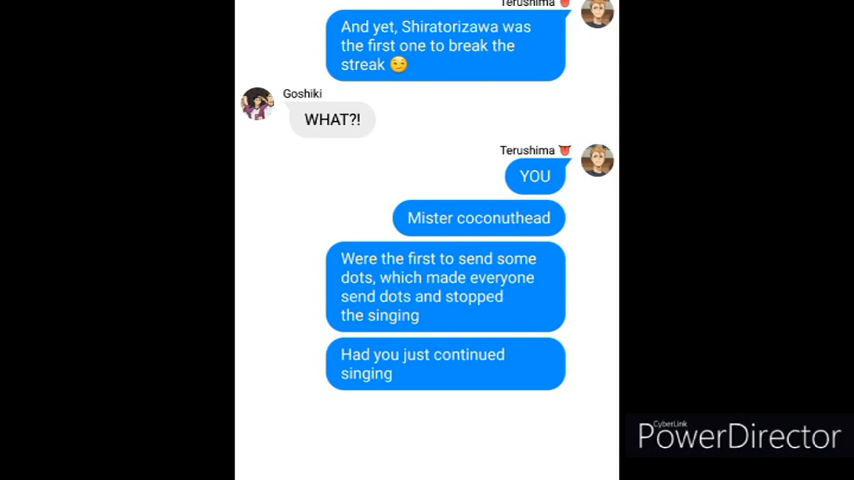 Terushima 👅
And yet, Shiratorizawa was
the first one to break the
streak 😏
Goshiki
WHAT?!
Terushima 👅
YOU
Mister coconuthead
Were the first to send some
dots, which made everyone
send dots and stopped
the singing
Had you just continued
singing
CyberLink
PowerDirector